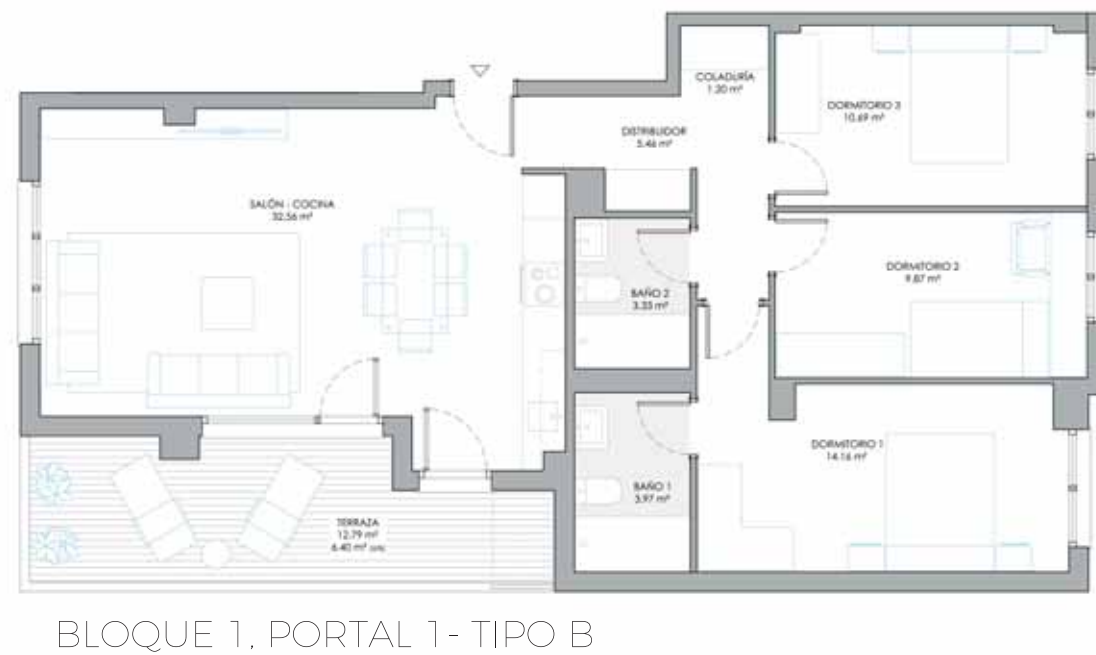 COLADURÍA
1.20 m²
DORMITORIO 3
10.69 m²
DISTRIBUIDOR
5.46 m²
SALÓN - COCINA
32.56 m²
DORMITORIO 2
9.87 m²
BAÑO 2
3.33 m²
DORMITORIO 1
14.16 m²
BAÑO 1
3.97 m²
TERRAZA
12.79 m²
6.40 m²
BLOQUE 1, PORTAL 1- TIPO B